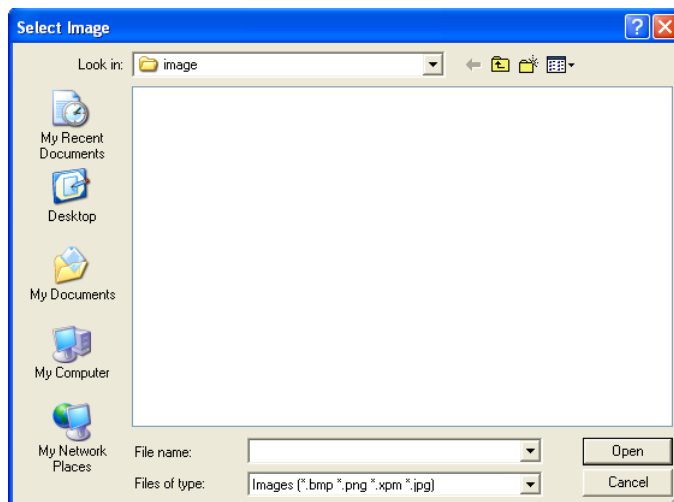 Select Image
Look in: image
My Recent
Documents
Desktop
My Documents
My Computer
My Network
Places
File name:
Open
Files of type: Images (*.bmp *.png *.xpm *.jpg)
Cancel